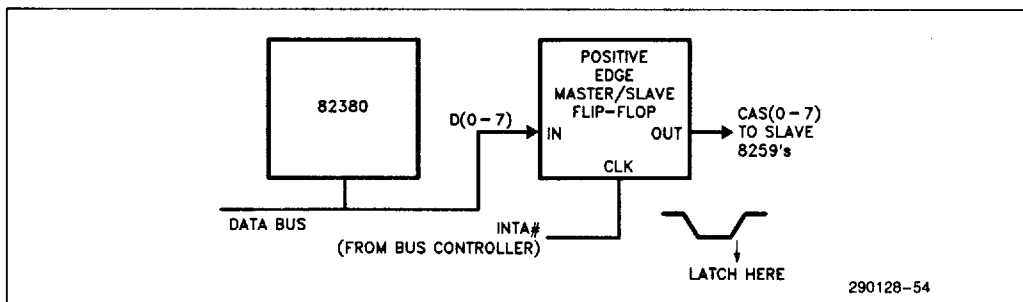 82380
DATA BUS
D(0-7)
POSITIVE
EDGE
MASTER/SLAVE
FLIP-FLOP
IN
OUT
CLK
CAS(0-7)
TO SLAVE
8259's
INTA#
(FROM BUS CONTROLLER)
LATCH HERE
290128-54